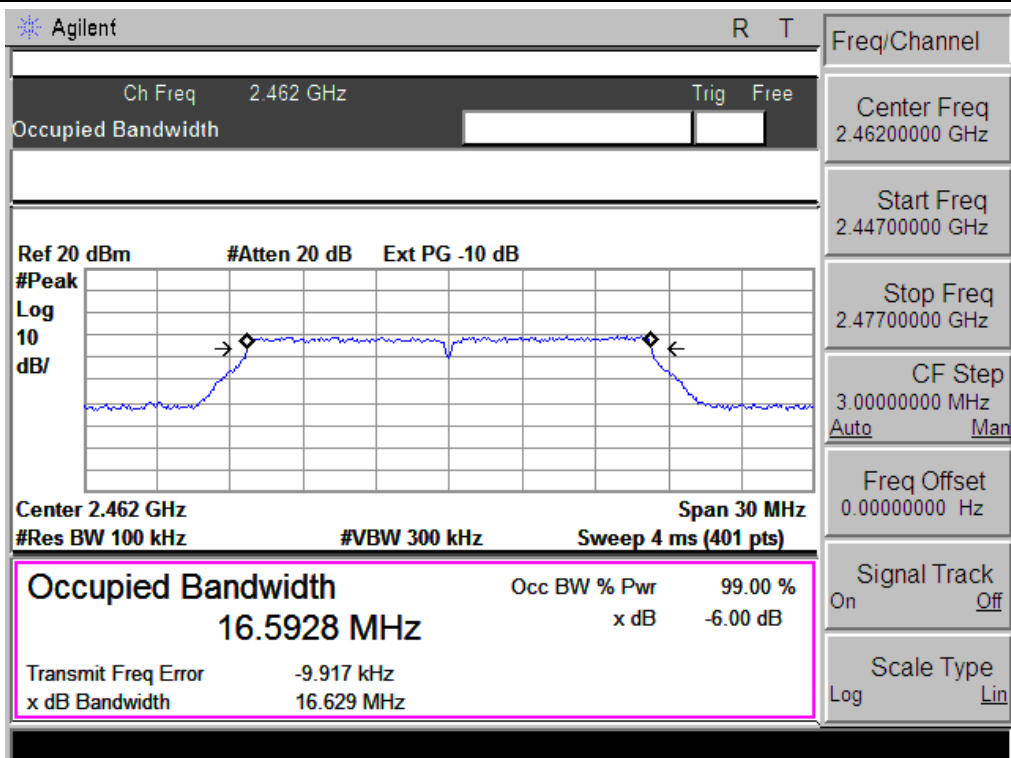 Agilent R T
Ch Freq 2.462 GHz Trig Free
Occupied Bandwidth
Ref 20 dBm #Atten 20 dB Ext PG -10 dB
#Peak
Log
10
dB/
Center 2.462 GHz Span 30 MHz
#Res BW 100 kHz #VBW 300 kHz Sweep 4 ms (401 pts)
Occupied Bandwidth Occ BW % Pwr 99.00 %
16.5928 MHz x dB -6.00 dB
Transmit Freq Error -9.917 kHz
x dB Bandwidth 16.629 MHz
Freq/Channel
Center Freq
2.46200000 GHz
Start Freq
2.44700000 GHz
Stop Freq
2.47700000 GHz
CF Step
3.00000000 MHz
Auto Man
Freq Offset
0.00000000 Hz
Signal Track
On Off
Scale Type
Log Lin